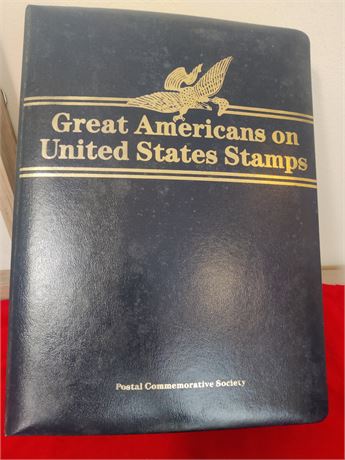 Great Americans on
United States Stamps
Postal Commemorative Society